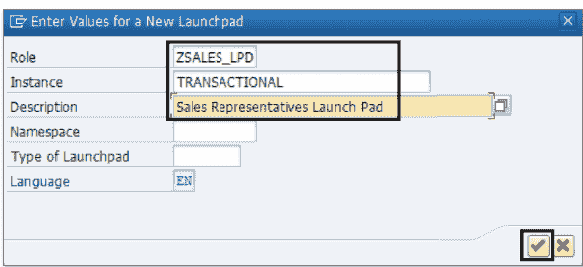 Enter Values for a New Launchpad
Role ZSALES_LPD
Instance TRANSACTIONAL
Description Sales Representatives Launch Pad
Namespace
Type of Launchpad
Language EN